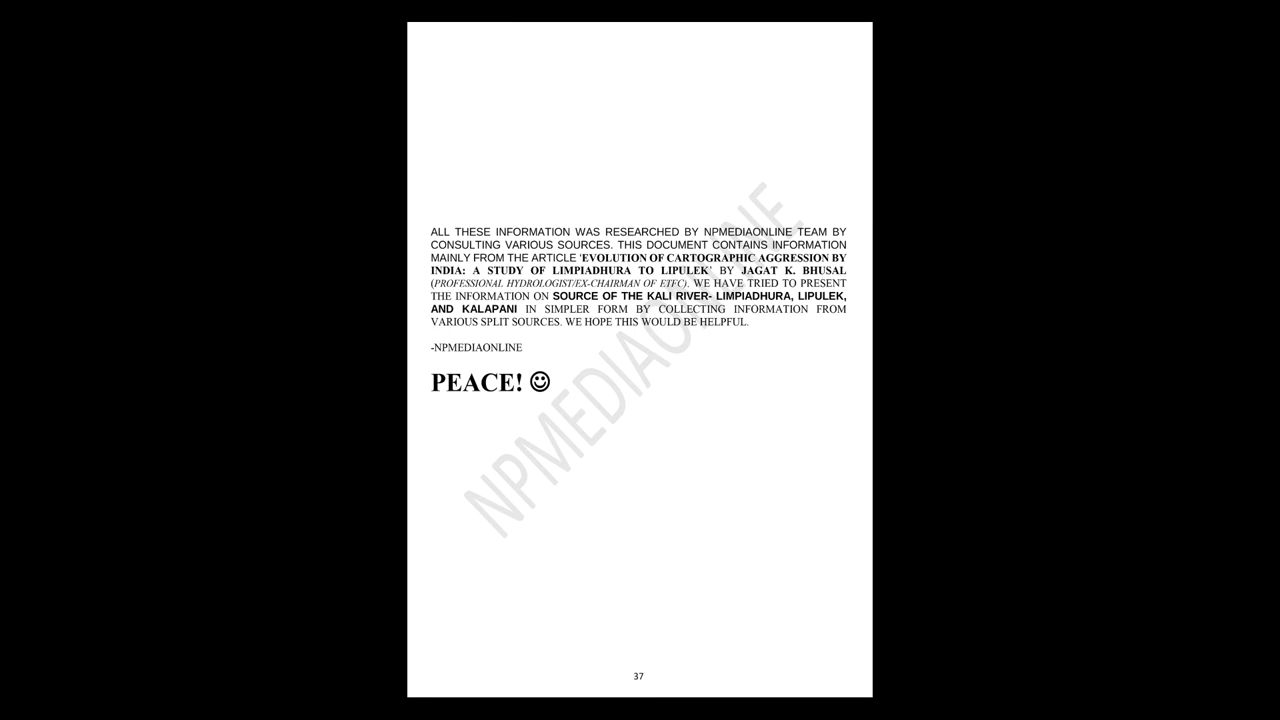 ALL THESE INFORMATION WAS RESEARCHED BY NPMEDIAONLINE TEAM BY
CONSULTING VARIOUS SOURCES. THIS DOCUMENT CONTAINS INFORMATION
MAINLY FROM THE ARTICLE ‘EVOLUTION OF CARTOGRAPHIC AGGRESSION BY
INDIA: A STUDY OF LIMPIADHURA TO LIPULEK’ BY JAGAT K. BHUSAL
(PROFESSIONAL HYDROLOGIST/EX-CHAIRMAN OF ETFC). WE HAVE TRIED TO PRESENT
THE INFORMATION ON SOURCE OF THE KALI RIVER- LIMPIADHURA, LIPULEK,
AND KALAPANI IN SIMPLER FORM BY COLLECTING INFORMATION FROM
VARIOUS SPLIT SOURCES. WE HOPE THIS WOULD BE HELPFUL.
-NPMEDIAONLINE
PEACE! ☺
NPMEDIAONLINE
37